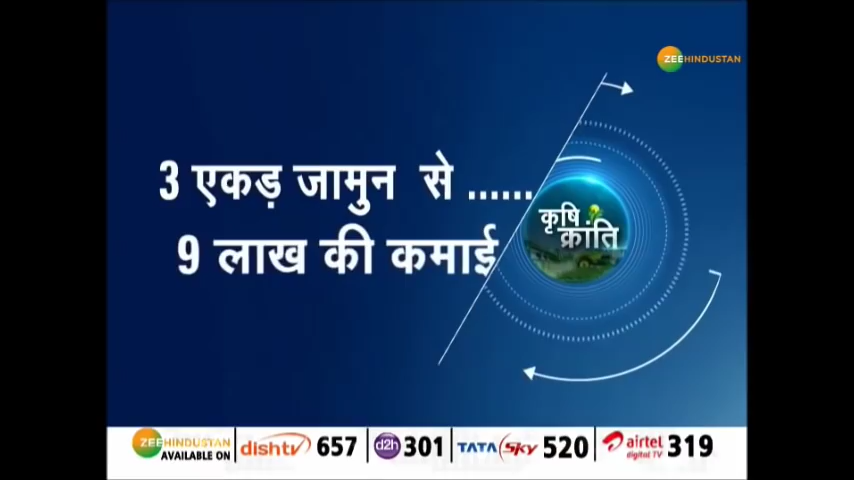 ZEEHINDUSTAN
3 एकड़ जामुन से ......
9 लाख की कमाई
कृषि
क्रांति
ZEEHINDUSTAN
AVAILABLE ON
dishtv 657
d2h 301
TATA Sky 520
airtel
digital TV
319